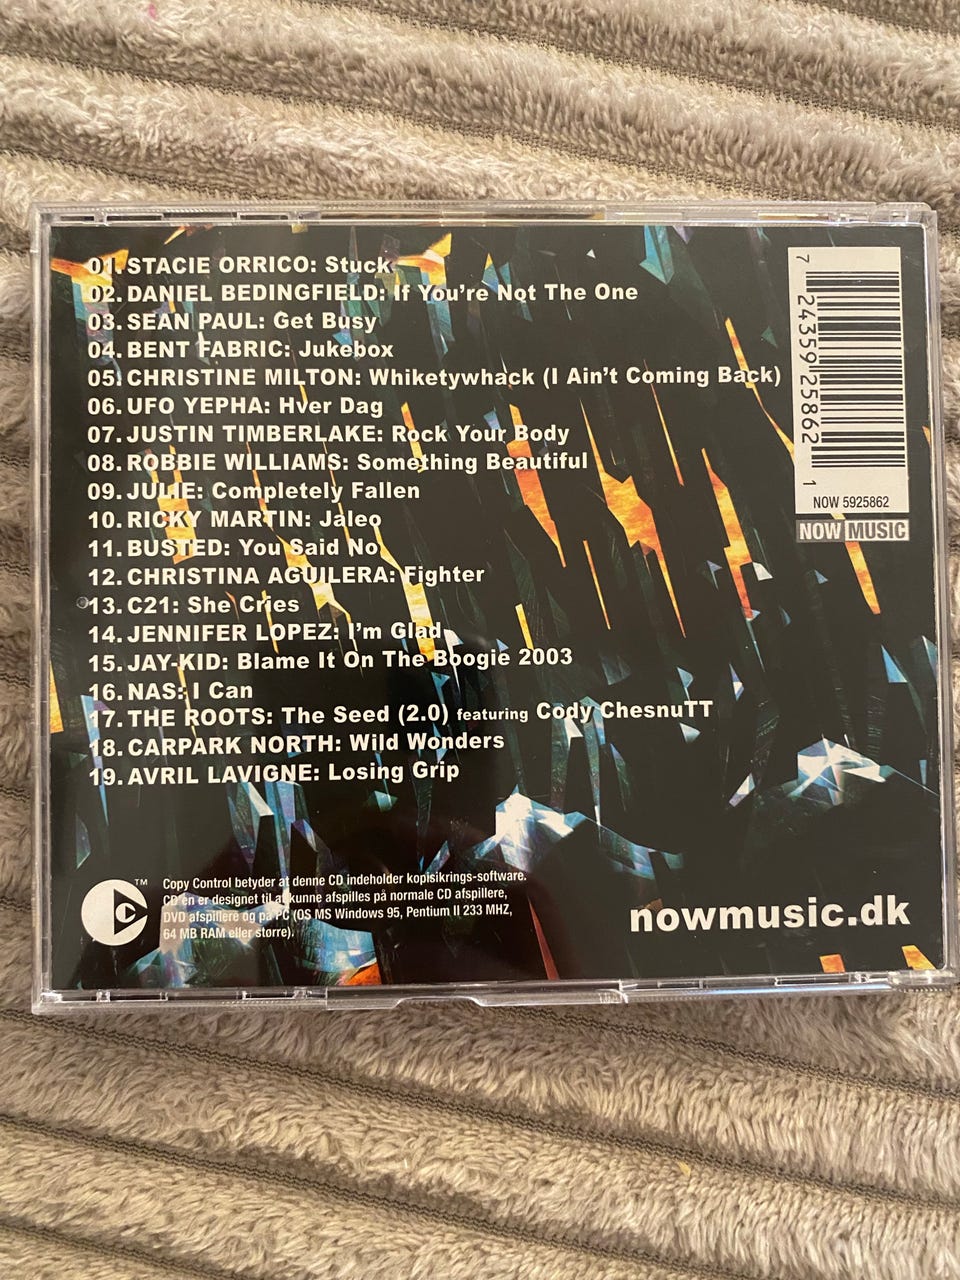 01. STACIE ORRICO: Stuck
02. DANIEL BEDINGFIELD: If You're Not The One
03. SEAN PAUL: Get Busy
04. BENT FABRIC: Jukebox
05. CHRISTINE MILTON: Whiketywhack (I Ain't Coming Back)
06. UFO YEPHA: Hver Dag
07. JUSTIN TIMBERLAKE: Rock Your Body
08. ROBBIE WILLIAMS: Something Beautiful
09. JULIE: Completely Fallen
10. RICKY MARTIN: Jaleo
11. BUSTED: You Said No
12. CHRISTINA AGUILERA: Fighter
13. C21: She Cries
14. JENNIFER LOPEZ: I'm Glad
15. JAY-KID: Blame It On The Boogie 2003
16. NAS: I Can
17. THE ROOTS: The Seed (2.0) featuring Cody ChesnuTT
18. CARPARK NORTH: Wild Wonders
19. AVRIL LAVIGNE: Losing Grip
7 24359 25862 1
NOW 5925862
NOW MUSIC
TM
C
Copy Control betyder at denne CD indeholder kopisikrings-software.
CD'en er designet til at kunne afspilles på normale CD afspillere,
DVD afspillere og på PC (OS MS Windows 95, Pentium II 233 MHZ,
64 MB RAM eller større).
nowmusic.dk